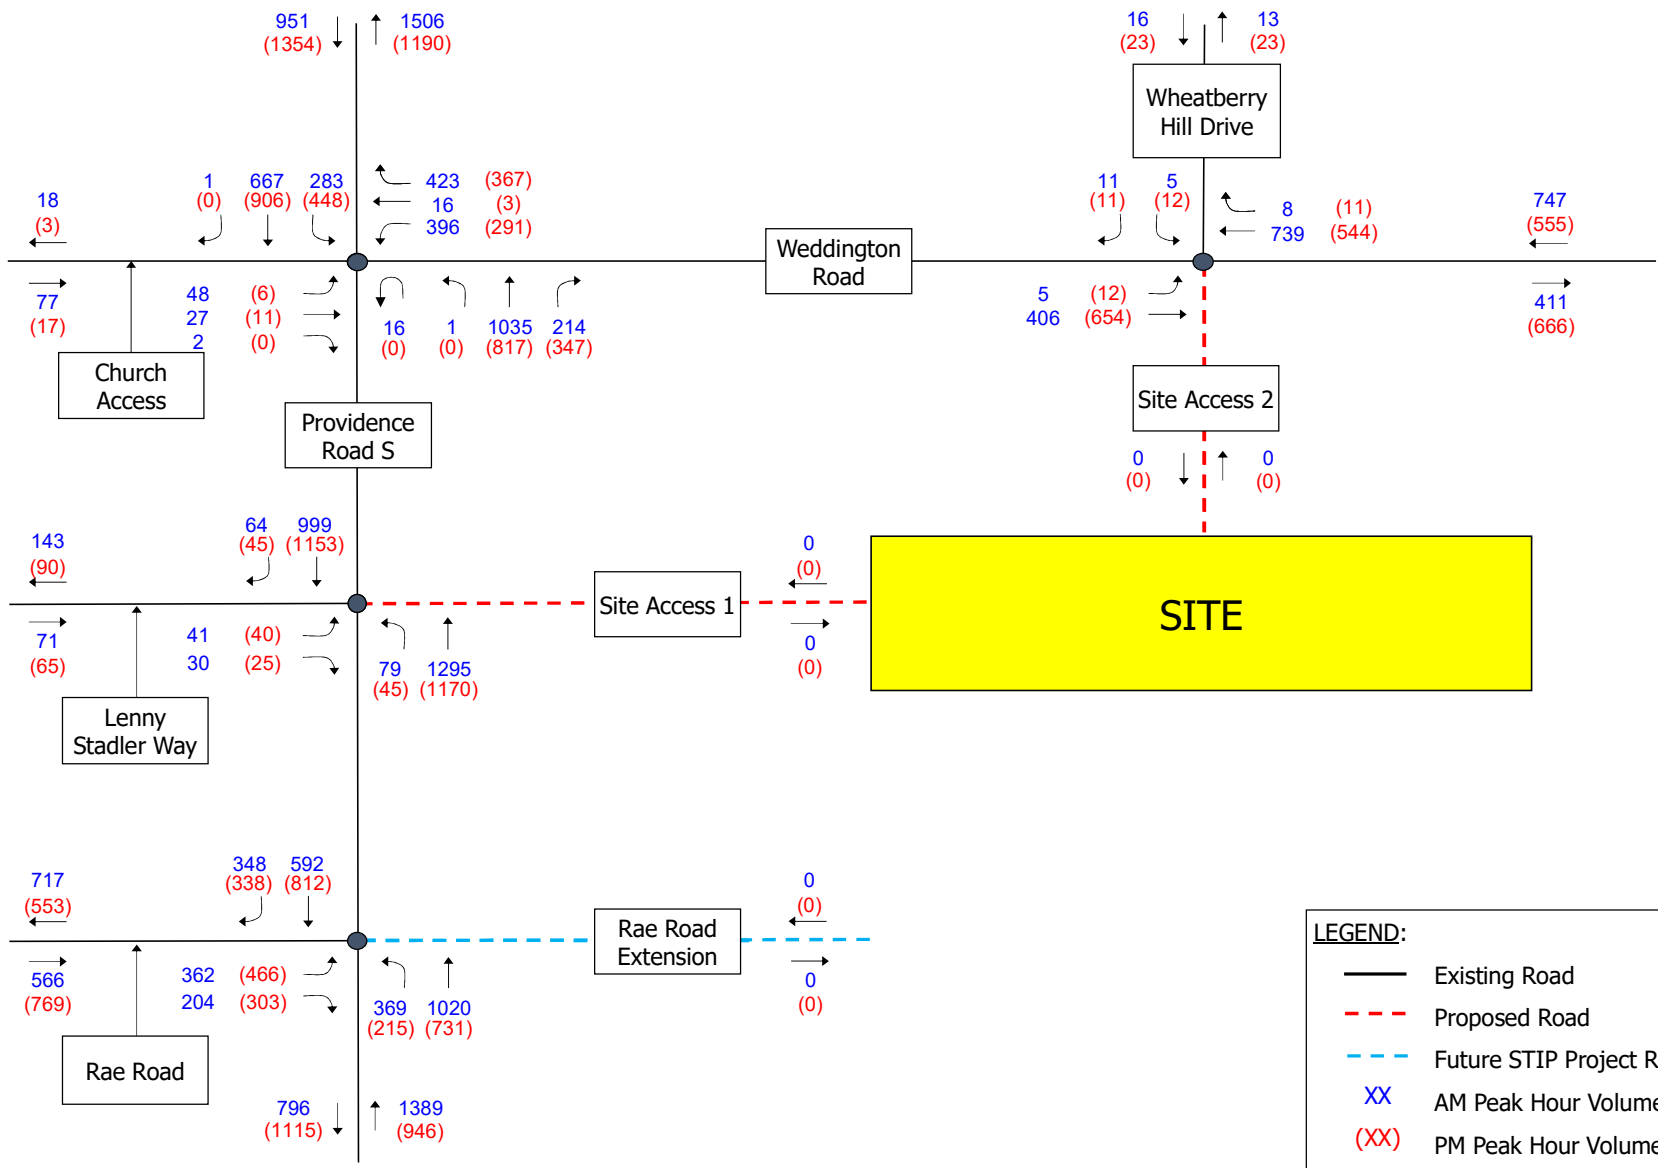 951 1506
(1354) (1190)
16 13
(23) (23)
Wheatberry
Hill Drive
1 667 283
(0) (906) (448)
423 (367)
16 (3)
396 (291)
18
(3)
77
(17)
48 (6)
27 (11)
2 (0)
16 1 1035 214
(0) (0) (817) (347)
Church
Access
Weddington
Road
11 5
(11) (12)
8 (11)
739 (544)
747
(555)
5 (12)
406 (654)
411
(666)
Providence
Road S
Site Access 2
0 0
(0) (0)
64 999
(45) (1153)
143
(90)
71
(65)
41 (40)
30 (25)
79 1295
(45) (1170)
Site Access 1
0
(0)
0
(0)
SITE
Lenny
Stadler Way
348 592
(338) (812)
717
(553)
566
(769)
362 (466)
204 (303)
369 1020
(215) (731)
Rae Road
Extension
0
(0)
0
(0)
Rae Road
796 1389
(1115) (946)
LEGEND:
Existing Road
Proposed Road
Future STIP Project R
XX AM Peak Hour Volume
(XX) PM Peak Hour Volume